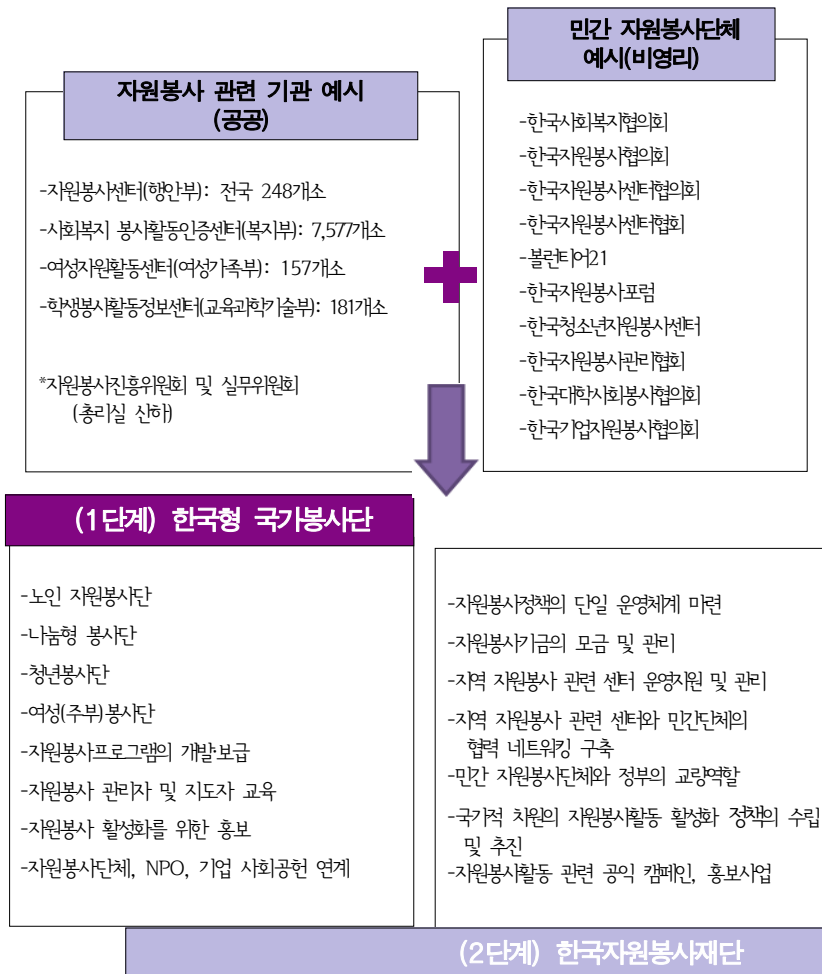 자원봉사 관련 기관 예시
(공공)
-자원봉사센터(행안부): 전국 248개소
-사회복지 봉사활동인증센터(복지부): 7,577개소
-여성자원활동센터(여성가족부): 157개소
-학생봉사활동정보센터(교육과학기술부): 181개소
*자원봉사진흥위원회 및 실무위원회
(총리실 산하)
민간 자원봉사단체
예시(비영리)
-한국사회복지협의회
-한국자원봉사협의회
-한국자원봉사센터협의회
-한국자원봉사센터협회
-볼런티어21
-한국자원봉사포럼
-한국청소년자원봉사센터
-한국자원봉사관리협회
-한국대학사회봉사협의회
-한국기업자원봉사협의회
(1단계) 한국형 국가봉사단
-노인 자원봉사단
-나눔형 봉사단
-청년봉사단
-여성(주부)봉사단
-자원봉사프로그램의 개발·보급
-자원봉사 관리자 및 지도자 교육
-자원봉사 활성화를 위한 홍보
-자원봉사단체, NPO, 기업 사회공헌 연계
-자원봉사정책의 단일 운영체계 마련
-자원봉사기금의 모금 및 관리
-지역 자원봉사 관련 센터 운영지원 및 관리
-지역 자원봉사 관련 센터와 민간단체의
협력 네트워킹 구축
-민간 자원봉사단체와 정부의 교량역할
-국가적 차원의 자원봉사활동 활성화 정책의 수립
및 추진
-자원봉사활동 관련 공익 캠페인, 홍보사업
(2단계) 한국자원봉사재단